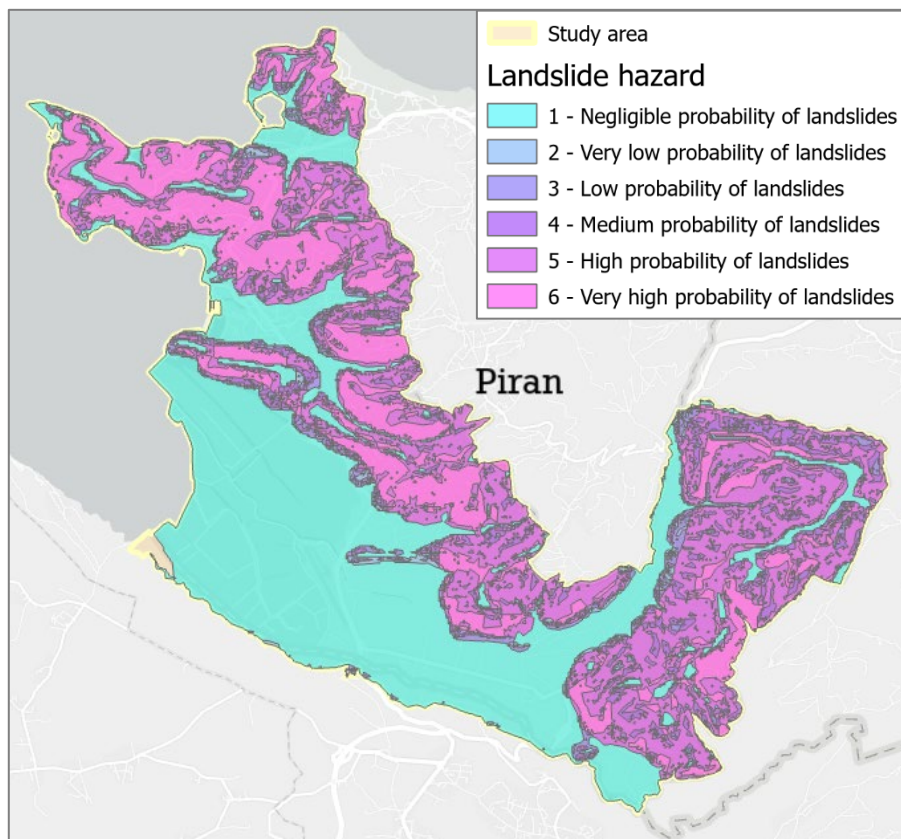 Study area
Landslide hazard
1 - Negligible probability of landslides
2 - Very low probability of landslides
3 - Low probability of landslides
4 - Medium probability of landslides
5 - High probability of landslides
6 - Very high probability of landslides
Piran